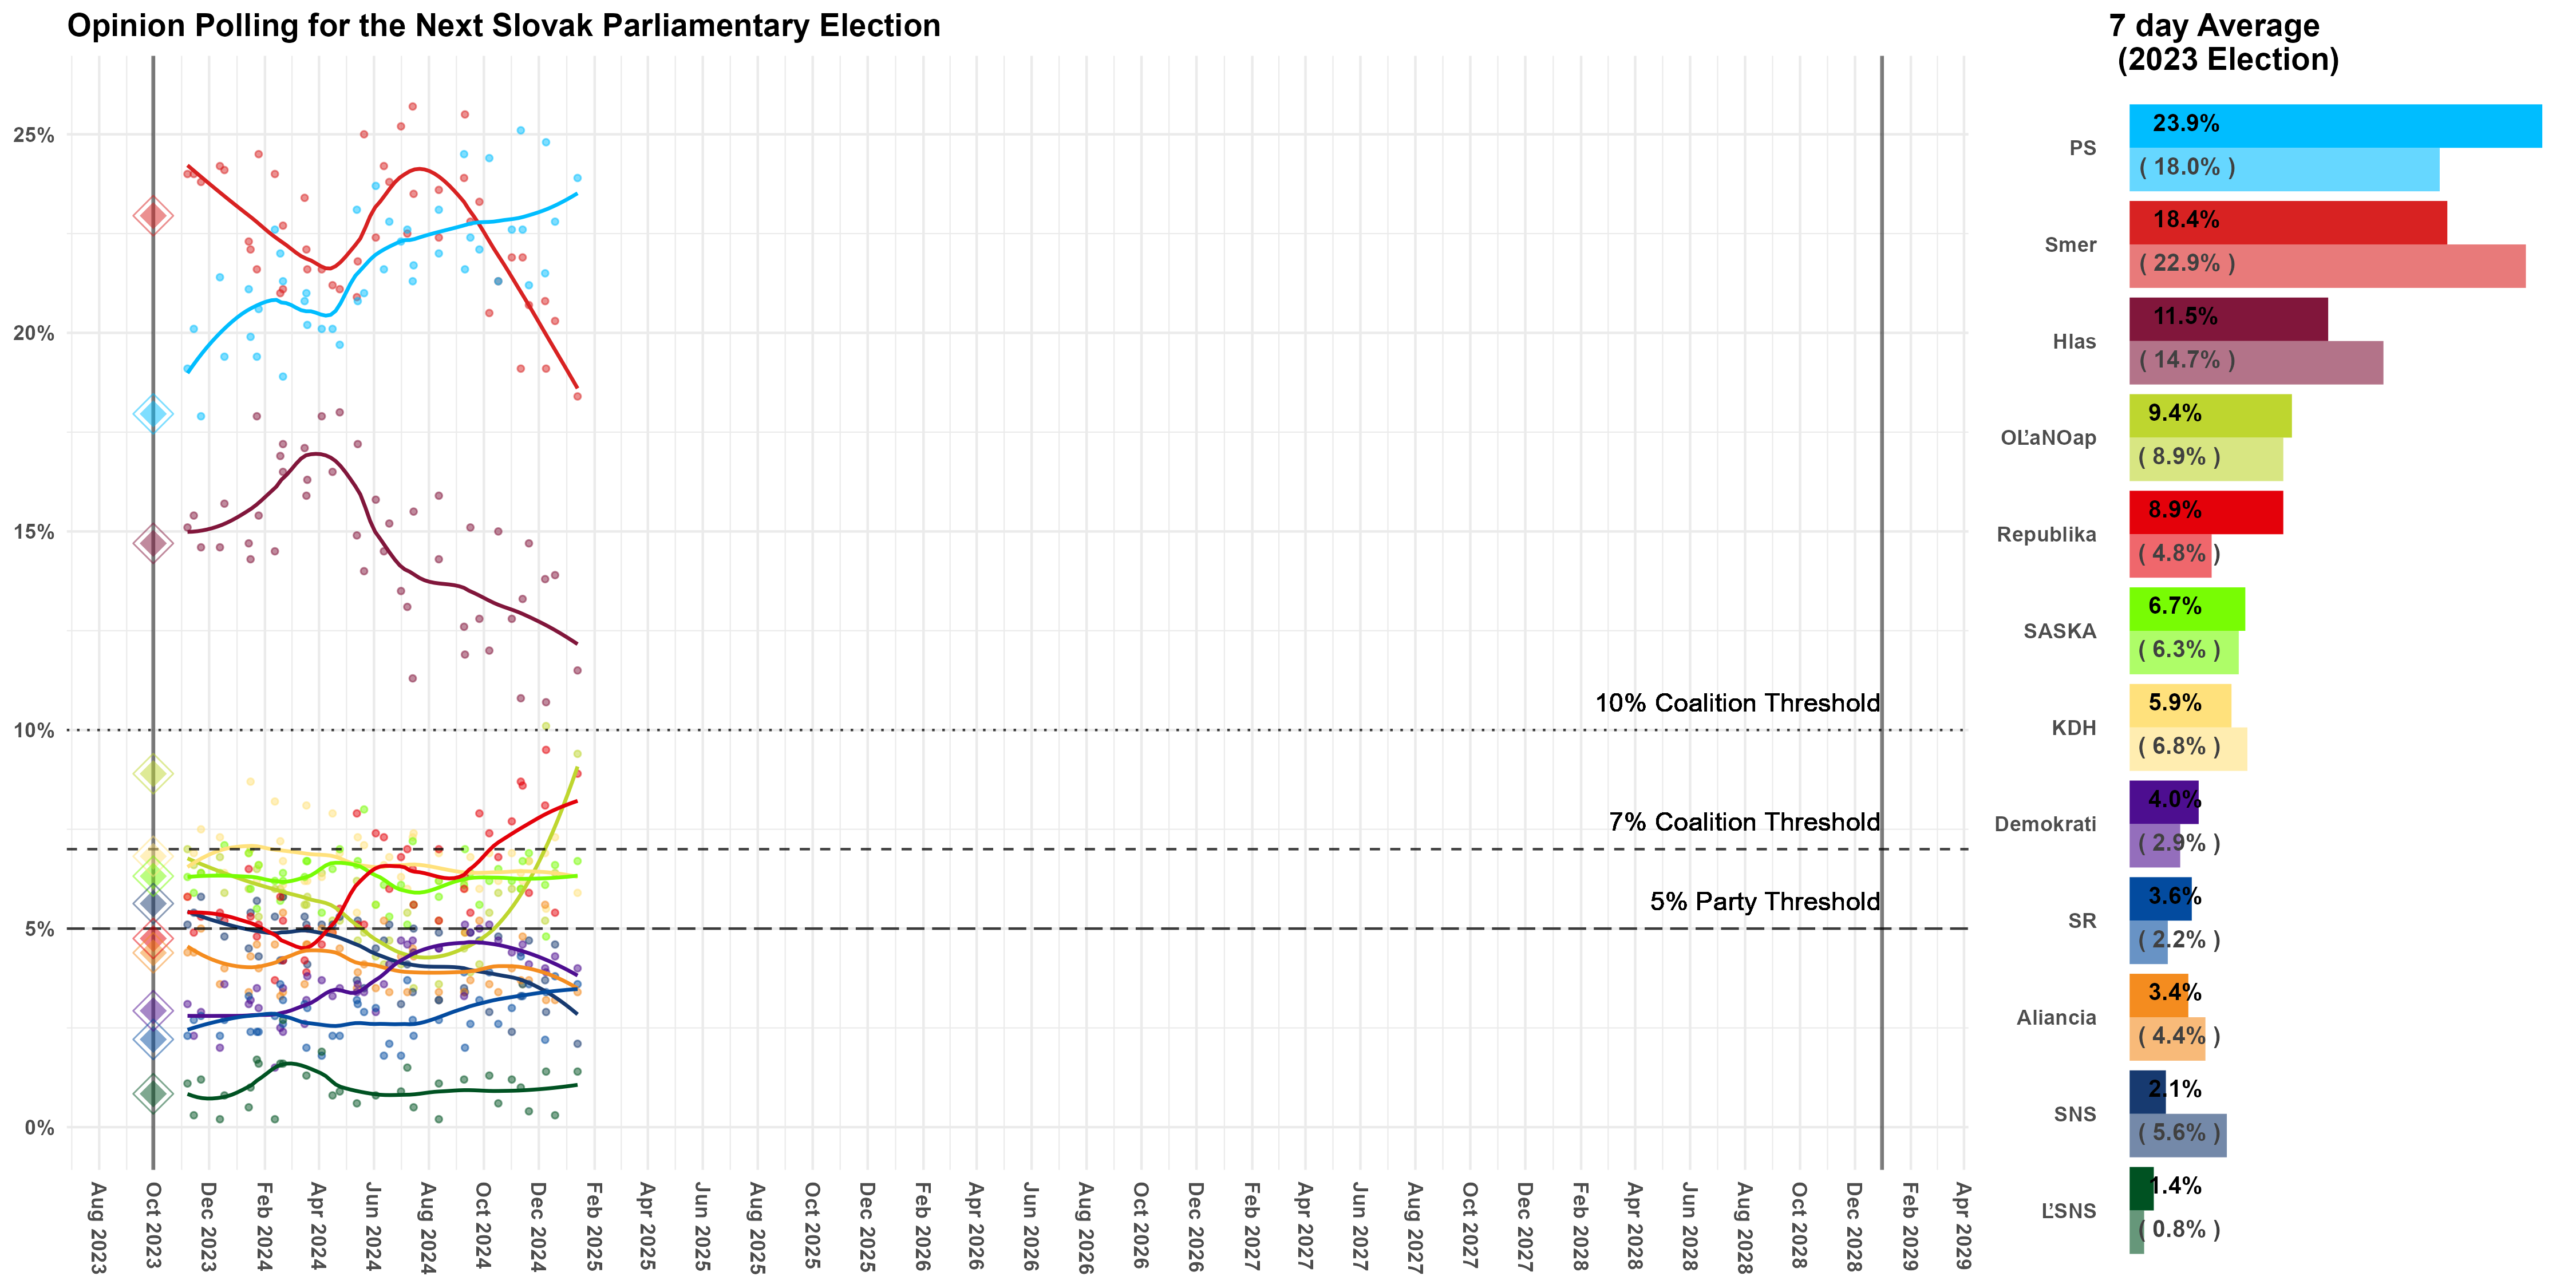 Opinion Polling for the Next Slovak Parliamentary Election
7 day Average
(2023 Election)
25%
20%
15%
10%
5%
0%
10% Coalition Threshold
7% Coalition Threshold
5% Party Threshold
Aug 2023
Oct 2023
Dec 2023
Feb 2024
Apr 2024
Jun 2024
Aug 2024
Oct 2024
Dec 2024
Feb 2025
Apr 2025
Jun 2025
Aug 2025
Oct 2025
Dec 2025
Feb 2026
Apr 2026
Jun 2026
Aug 2026
Oct 2026
Dec 2026
Feb 2027
Apr 2027
Jun 2027
Aug 2027
Oct 2027
Dec 2027
Feb 2028
Apr 2028
Jun 2028
Aug 2028
Oct 2028
Dec 2028
Feb 2029
Apr 2029
PS
23.9%
( 18.0% )
Smer
18.4%
( 22.9% )
Hlas
11.5%
( 14.7% )
OĽaNOap
9.4%
( 8.9% )
Republika
8.9%
( 4.8% )
SASKA
6.7%
( 6.3% )
KDH
5.9%
( 6.8% )
Demokrati
4.0%
( 2.9% )
SR
3.6%
( 2.2% )
Aliancia
3.4%
( 4.4% )
SNS
2.1%
( 5.6% )
ĽSNS
1.4%
( 0.8% )